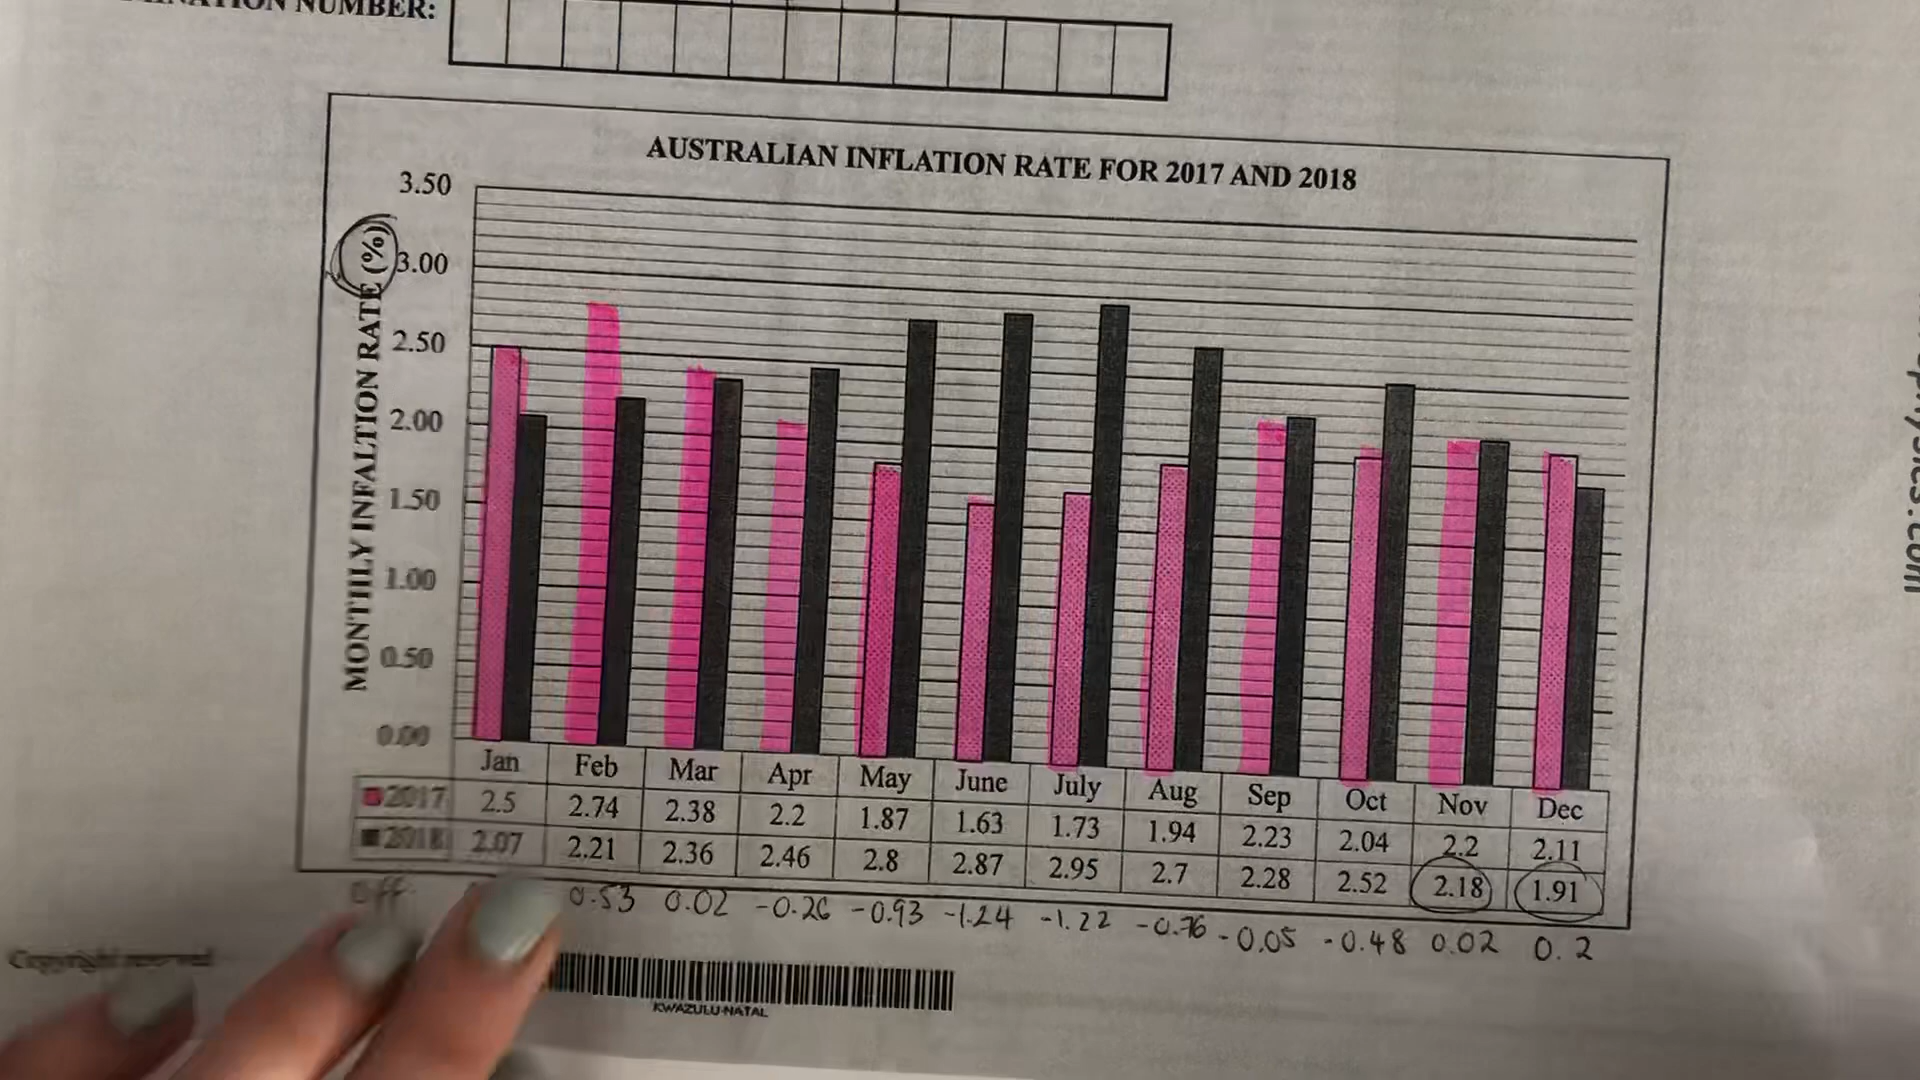 EXAMINATION NUMBER:
AUSTRALIAN INFLATION RATE FOR 2017 AND 2018
MONTHLY INFALTION RATE (%)
3.50
3.00
2.50
2.00
1.50
1.00
0.50
0.00
Jan Feb Mar Apr May June July Aug Sep Oct Nov Dec
2017 2.5 2.74 2.38 2.2 1.87 1.63 1.73 1.94 2.23 2.04 2.2 2.11
2018 2.07 2.21 2.36 2.46 2.8 2.87 2.95 2.7 2.28 2.52 2.18 1.91
Diff 0.53 0.02 -0.26 -0.93 -1.24 -1.22 -0.76 -0.05 -0.48 0.02 0.2
Copyright reserved
KWAZULU-NATAL